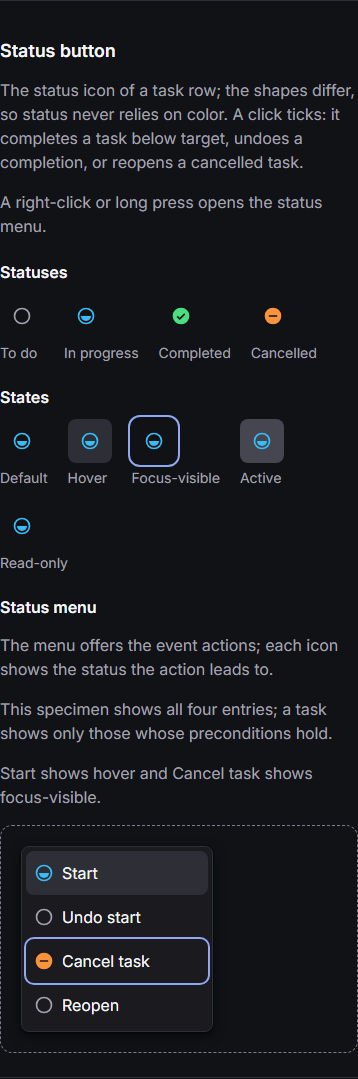 Status button
The status icon of a task row; the shapes differ,
so status never relies on color. A click ticks: it
completes a task below target, undoes a
completion, or reopens a cancelled task.
A right-click or long press opens the status
menu.
Statuses
To do
In progress
Completed
Cancelled
States
Default
Hover
Focus-visible
Active
Read-only
Status menu
The menu offers the event actions; each icon
shows the status the action leads to.
This specimen shows all four entries; a task
shows only those whose preconditions hold.
Start shows hover and Cancel task shows
focus-visible.
Start
Undo start
Cancel task
Reopen